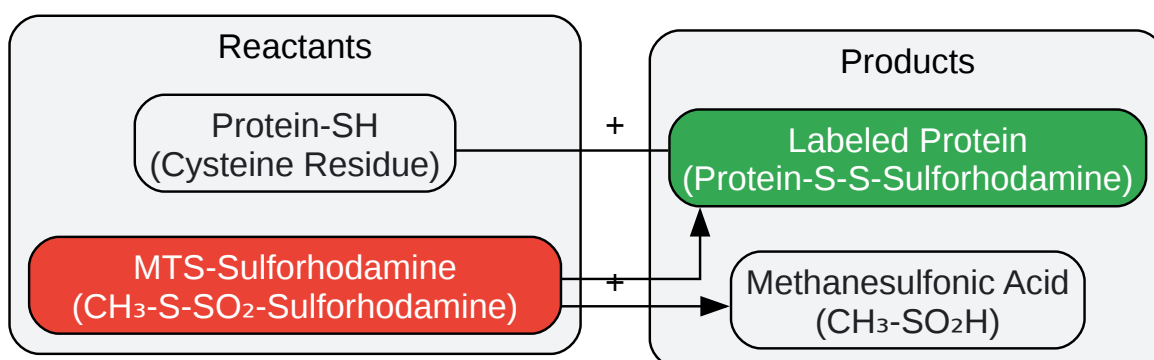 Reactants
Protein-SH
(Cysteine Residue)
MTS-Sulforhodamine
(CH₃-S-SO₂-Sulforhodamine)
+
+
Products
Labeled Protein
(Protein-S-S-Sulforhodamine)
Methanesulfonic Acid
(CH₃-SO₂H)